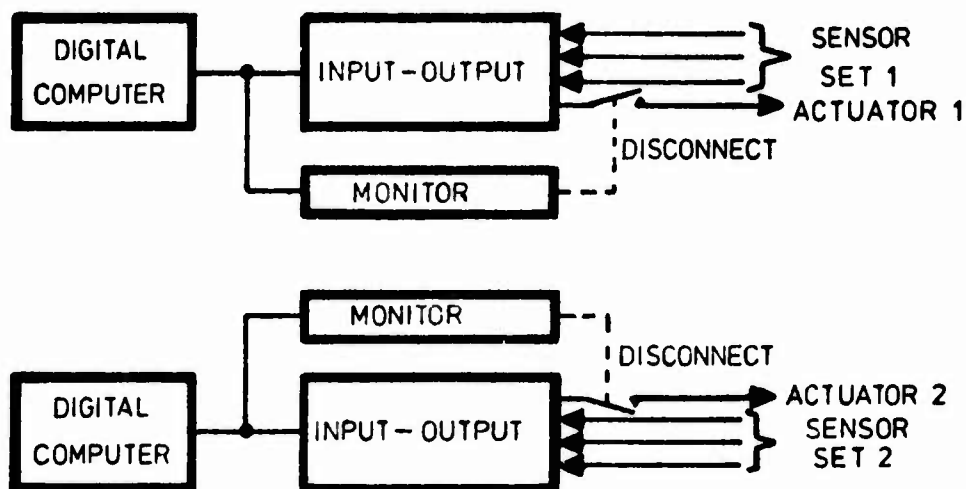 DIGITAL
COMPUTER
INPUT-OUTPUT
SENSOR
SET 1
ACTUATOR 1
DISCONNECT
MONITOR
MONITOR
DISCONNECT
DIGITAL
COMPUTER
INPUT-OUTPUT
ACTUATOR 2
SENSOR
SET 2